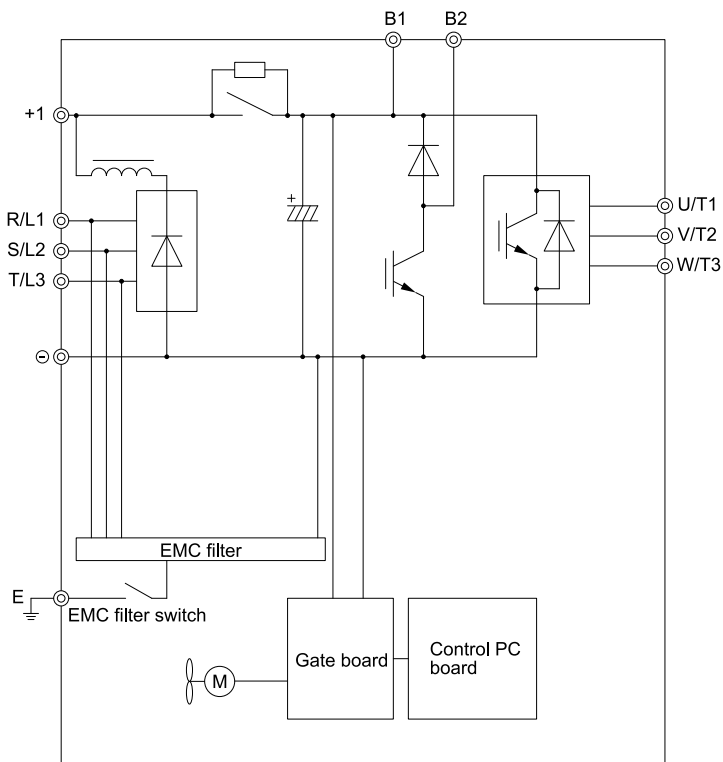 B1 B2
+1
+
R/L1
S/L2
T/L3
U/T1
V/T2
W/T3
⊖
EMC filter
E
EMC filter switch
Gate board
Control PC
board
M